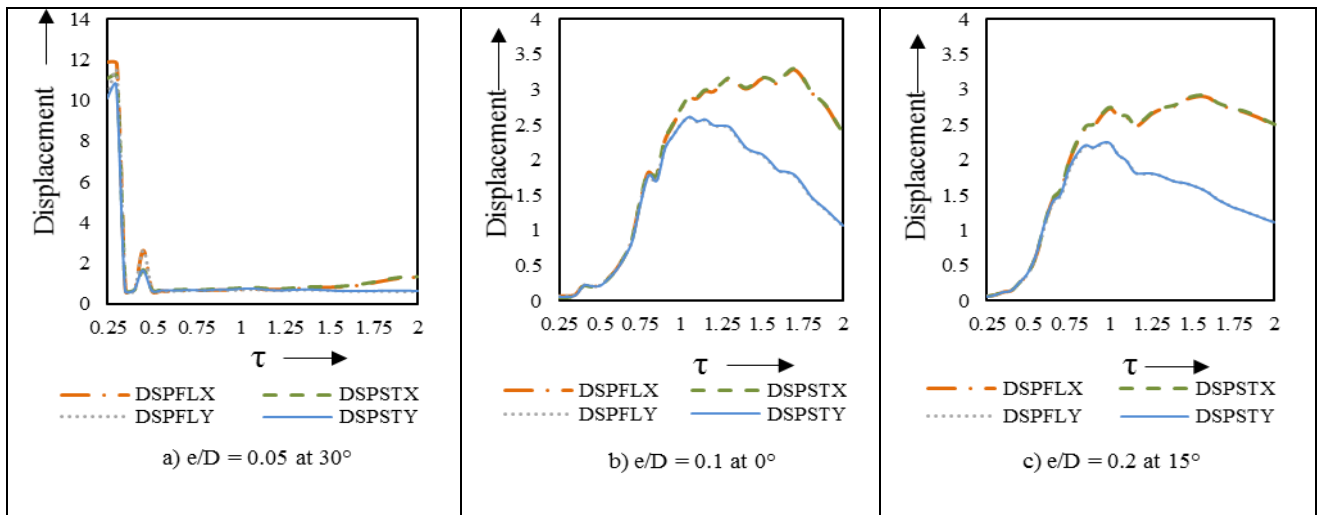 Displacement
14
12
10
8
6
4
2
0
0.25 0.5 0.75 1 1.25 1.5 1.75 2
τ
DSPFLX DSPSTX
DSPFLY DSPSTY
a) e/D = 0.05 at 30°
Displacement
4
3.5
3
2.5
2
1.5
1
0.5
0
0.25 0.5 0.75 1 1.25 1.5 1.75 2
τ
DSPFLX DSPSTX
DSPFLY DSPSTY
b) e/D = 0.1 at 0°
Displacement
4
3.5
3
2.5
2
1.5
1
0.5
0
0.25 0.5 0.75 1 1.25 1.5 1.75 2
τ
DSPFLX DSPSTX
DSPFLY DSPSTY
c) e/D = 0.2 at 15°